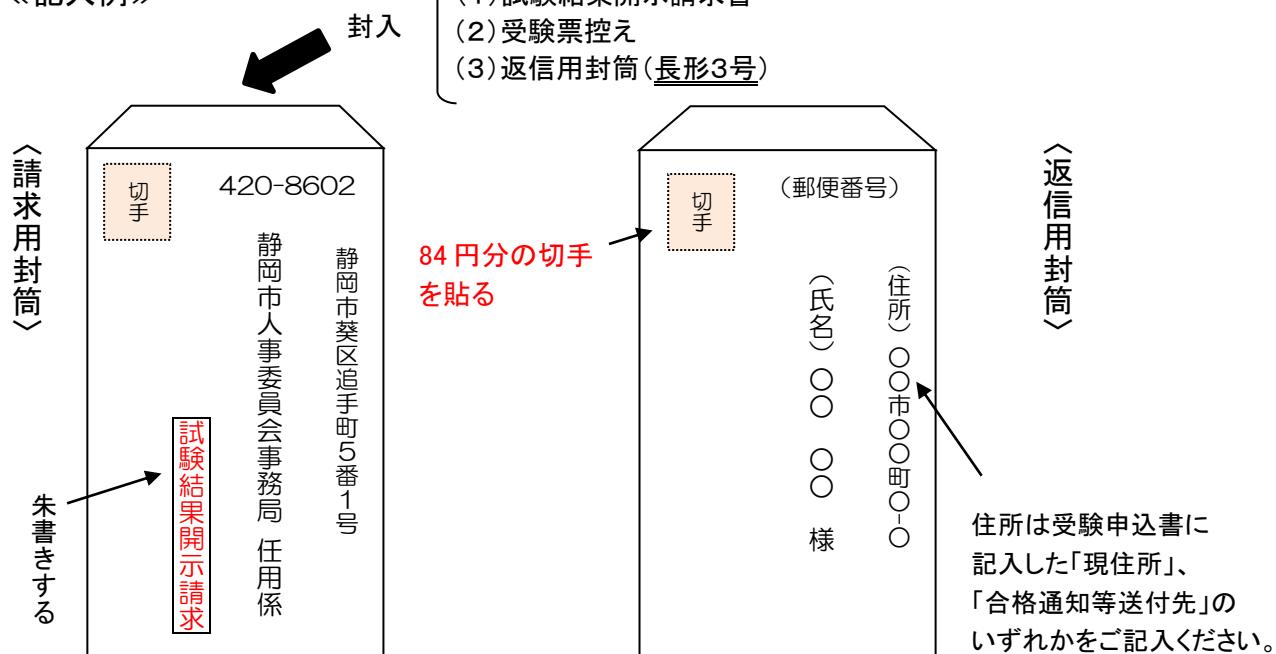 ≪記入例≫
封入
(1)試験結果開示請求書
(2)受験票控え
(3)返信用封筒(長形3号)
〈請求用封筒〉
切手
420-8602
静岡市葵区追手町5番1号
静岡市人事委員会事務局 任用係
試験結果開示請求
朱書きする
84 円分の切手
を貼る
〈返信用封筒〉
切手
(郵便番号)
(住所)〇〇市〇〇町〇-〇
(氏名)〇〇 〇〇 様
住所は受験申込書に
記入した「現住所」、
「合格通知等送付先」の
いずれかをご記入ください。